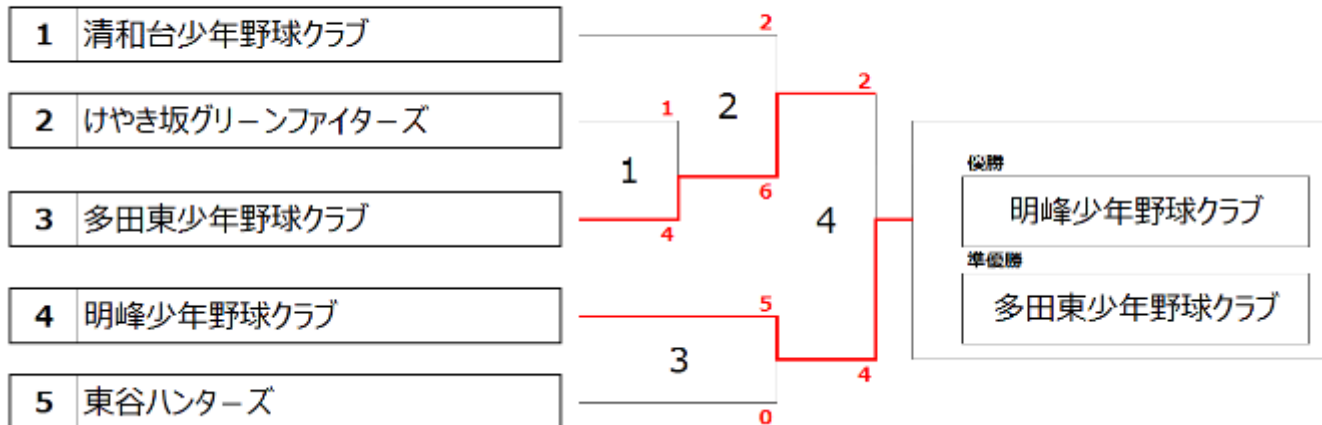 1 清和台少年野球クラブ
2
2 けやき坂グリーンファイターズ
1
2
2
優勝
明峰少年野球クラブ
1
6
3 多田東少年野球クラブ
4
4
準優勝
多田東少年野球クラブ
4 明峰少年野球クラブ
5
3
4
5 東谷ハンターズ
0